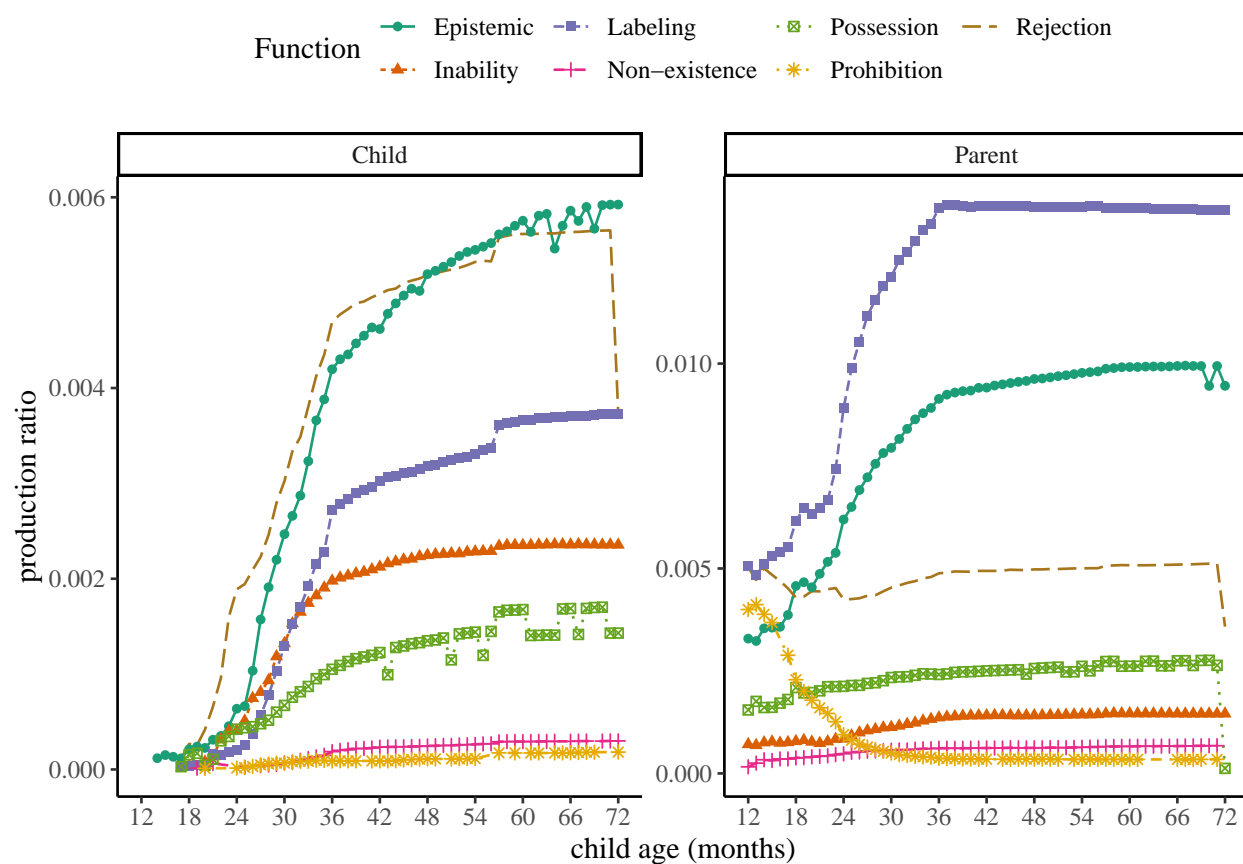 Function Epistemic Labeling Possession Rejection
Inability Non−existence Prohibition
Child Parent
0.006
0.004
0.002
0.000
0.010
0.005
0.000
production ratio
12 18 24 30 36 42 48 54 60 66 72 12 18 24 30 36 42 48 54 60 66 72
child age (months)